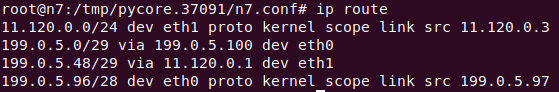 root@n7:/tmp/pycore.37091/n7.conf# ip route
11.120.0.0/24 dev eth1 proto kernel scope link src 11.120.0.3
199.0.5.0/29 via 199.0.5.100 dev eth0
199.0.5.48/29 via 11.120.0.1 dev eth1
199.0.5.96/28 dev eth0 proto kernel scope link src 199.0.5.97